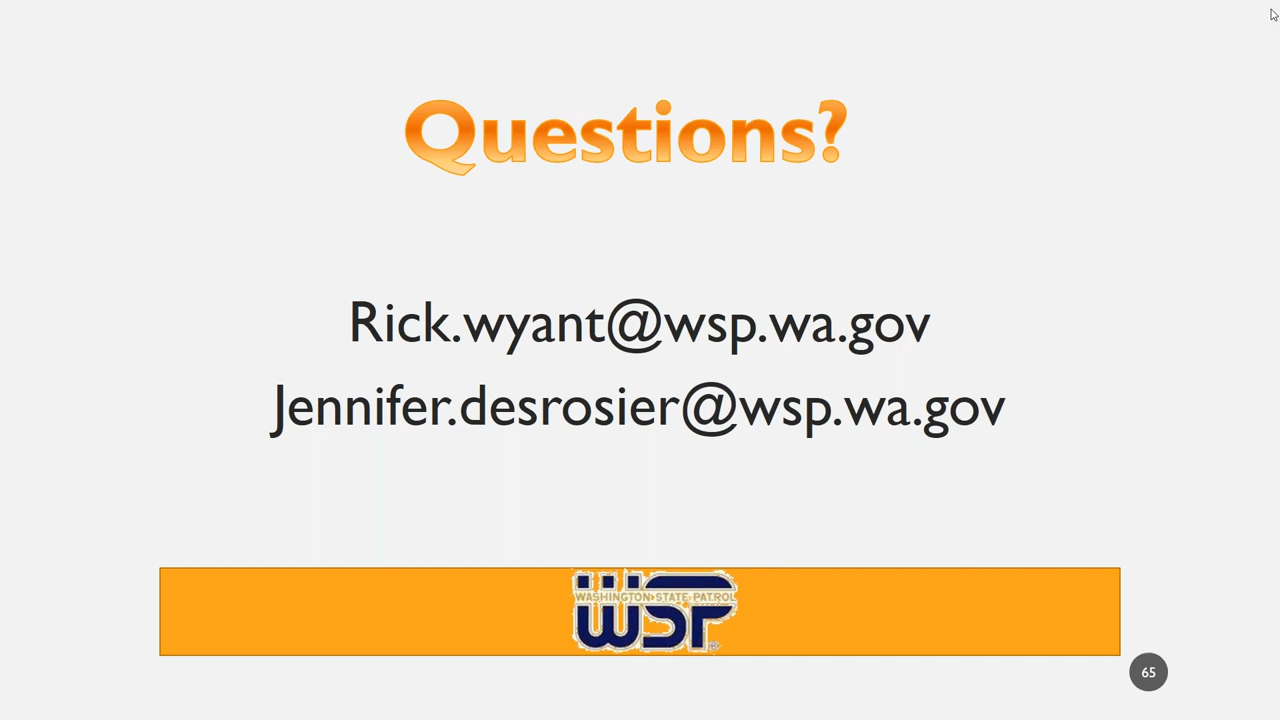 Questions?
Rick.wyant@wsp.wa.gov
Jennifer.desrosier@wsp.wa.gov
WSP
WASHINGTON STATE PATROL
65